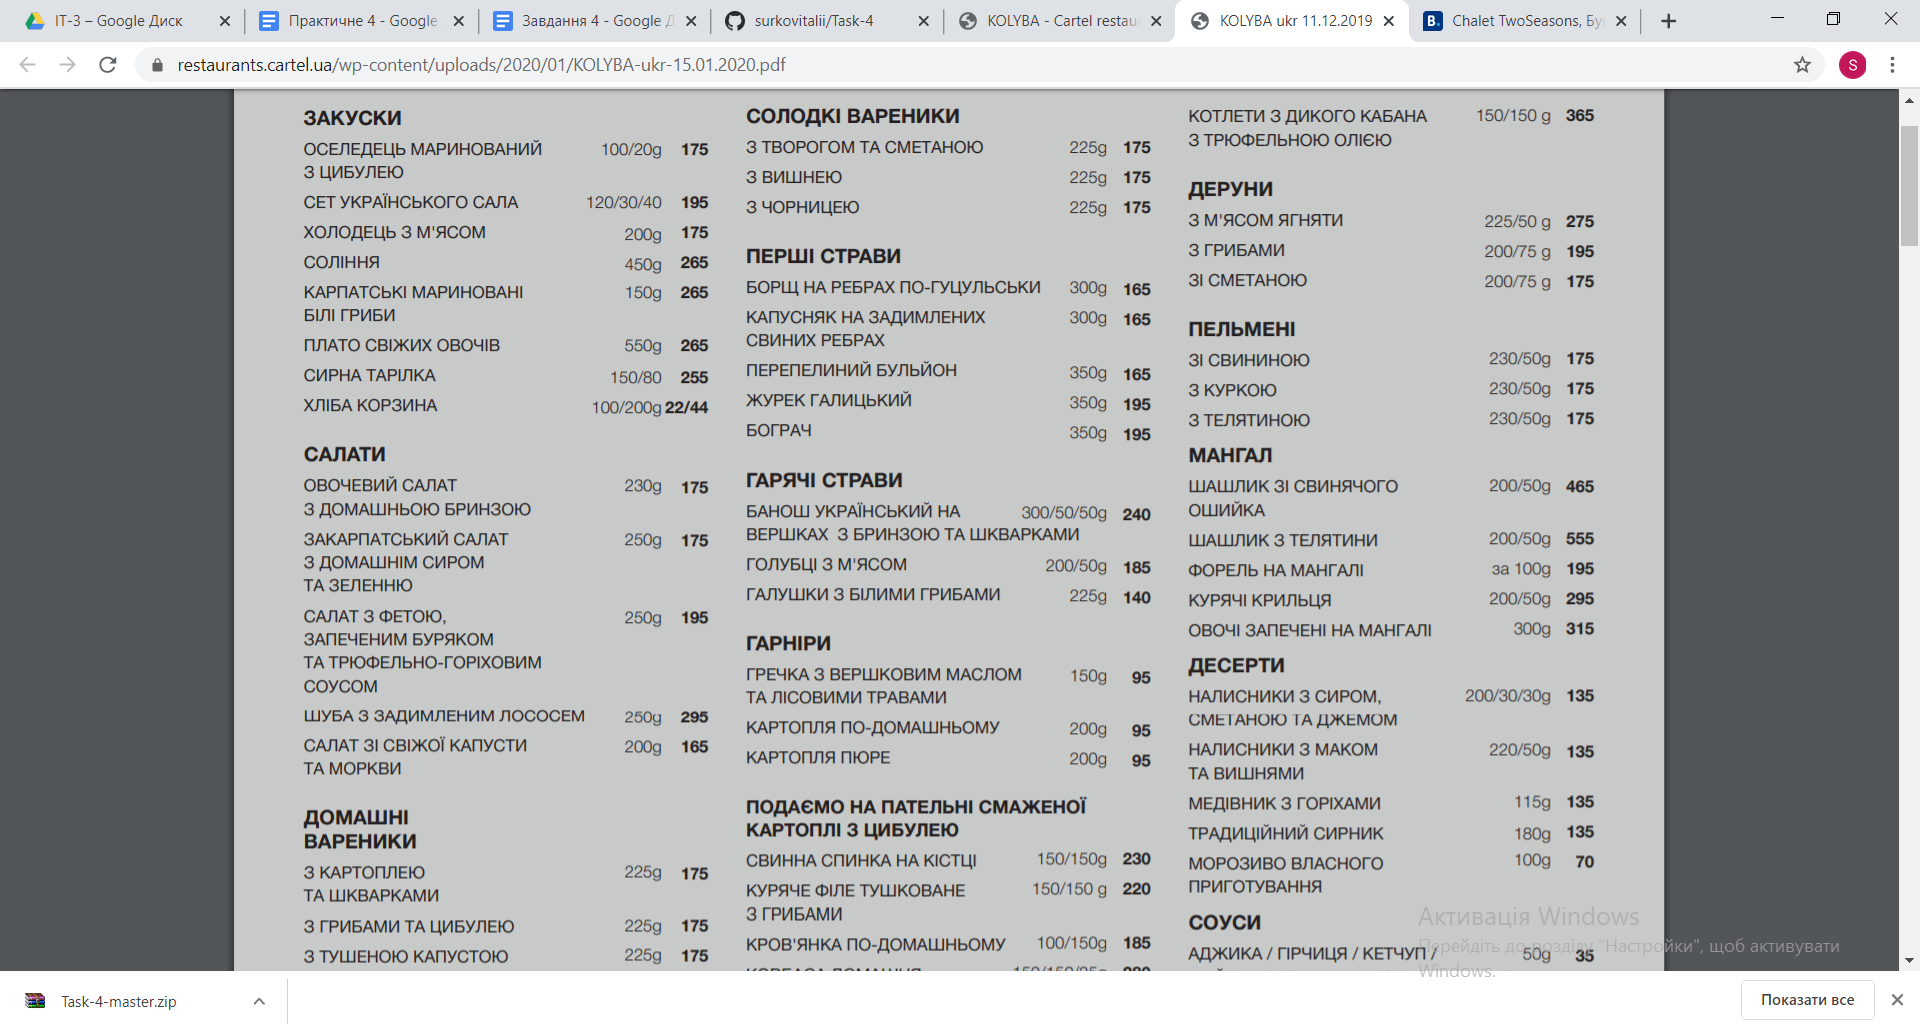 IT-3 – Google Диск
Практичне 4 - Google
Завдання 4 - Google Д
surkovitalii/Task-4
KOLYBA - Cartel restau
KOLYBA ukr 11.12.2019
Chalet TwoSeasons, Бу
restaurants.cartel.ua/wp-content/uploads/2020/01/KOLYBA-ukr-15.01.2020.pdf
S
ЗАКУСКИ
ОСЕЛЕДЕЦЬ МАРИНОВАНИЙ 100/20g 175
З ЦИБУЛЕЮ
СЕТ УКРАЇНСЬКОГО САЛА 120/30/40 195
ХОЛОДЕЦЬ З М'ЯСОМ 200g 175
СОЛІННЯ 450g 265
КАРПАТСЬКІ МАРИНОВАНІ 150g 265
БІЛІ ГРИБИ
ПЛАТО СВІЖИХ ОВОЧІВ 550g 265
СИРНА ТАРІЛКА 150/80 255
ХЛІБА КОРЗИНА 100/200g 22/44
САЛАТИ
ОВОЧЕВИЙ САЛАТ 230g 175
З ДОМАШНЬОЮ БРИНЗОЮ
ЗАКАРПАТСЬКИЙ САЛАТ 250g 175
З ДОМАШНІМ СИРОМ
ТА ЗЕЛЕННЮ
САЛАТ З ФЕТОЮ, 250g 195
ЗАПЕЧЕНИМ БУРЯКОМ
ТА ТРЮФЕЛЬНО-ГОРІХОВИМ
СОУСОМ
ШУБА З ЗАДИМЛЕНИМ ЛОСОСЕМ 250g 295
САЛАТ ЗІ СВІЖОЇ КАПУСТИ 200g 165
ТА МОРКВИ
ДОМАШНІ
ВАРЕНИКИ
З КАРТОПЛЕЮ 225g 175
ТА ШКВАРКАМИ
З ГРИБАМИ ТА ЦИБУЛЕЮ 225g 175
З ТУШЕНОЮ КАПУСТОЮ 225g 175
СОЛОДКІ ВАРЕНИКИ
З ТВОРОГОМ ТА СМЕТАНОЮ 225g 175
З ВИШНЕЮ 225g 175
З ЧОРНИЦЕЮ 225g 175
ПЕРШІ СТРАВИ
БОРЩ НА РЕБРАХ ПО-ГУЦУЛЬСЬКИ 300g 165
КАПУСНЯК НА ЗАДИМЛЕНИХ 300g 165
СВИНИХ РЕБРАХ
ПЕРЕПЕЛИНИЙ БУЛЬЙОН 350g 165
ЖУРЕК ГАЛИЦЬКИЙ 350g 195
БОГРАЧ 350g 195
ГАРЯЧІ СТРАВИ
БАНОШ УКРАЇНСЬКИЙ НА 300/50/50g 240
ВЕРШКАХ З БРИНЗОЮ ТА ШКВАРКАМИ
ГОЛУБЦІ З М'ЯСОМ 200/50g 185
ГАЛУШКИ З БІЛИМИ ГРИБАМИ 225g 140
ГАРНІРИ
ГРЕЧКА З ВЕРШКОВИМ МАСЛОМ 150g 95
ТА ЛІСОВИМИ ТРАВАМИ
КАРТОПЛЯ ПО-ДОМАШНЬОМУ 200g 95
КАРТОПЛЯ ПЮРЕ 200g 95
ПОДАЄМО НА ПАТЕЛЬНІ СМАЖЕНОЇ
КАРТОПЛІ З ЦИБУЛЕЮ
СВИННА СПИНКА НА КІСТЦІ 150/150g 230
КУРЯЧЕ ФІЛЕ ТУШКОВАНЕ 150/150 g 220
З ГРИБАМИ
КРОВ'ЯНКА ПО-ДОМАШНЬОМУ 100/150g 185
КОТЛЕТИ З ДИКОГО КАБАНА 150/150 g 365
З ТРЮФЕЛЬНОЮ ОЛІЄЮ
ДЕРУНИ
З М'ЯСОМ ЯГНЯТИ 225/50 g 275
З ГРИБАМИ 200/75 g 195
ЗІ СМЕТАНОЮ 200/75 g 175
ПЕЛЬМЕНІ
ЗІ СВИНИНОЮ 230/50g 175
З КУРКОЮ 230/50g 175
З ТЕЛЯТИНОЮ 230/50g 175
МАНГАЛ
ШАШЛИК ЗІ СВИНЯЧОГО 200/50g 465
ОШИЙКА
ШАШЛИК З ТЕЛЯТИНИ 200/50g 555
ФОРЕЛЬ НА МАНГАЛІ за 100g 195
КУРЯЧІ КРИЛЬЦЯ 200/50g 295
ОВОЧІ ЗАПЕЧЕНІ НА МАНГАЛІ 300g 315
ДЕСЕРТИ
НАЛИСНИКИ З СИРОМ, 200/30/30g 135
СМЕТАНОЮ ТА ДЖЕМОМ
НАЛИСНИКИ З МАКОМ 220/50g 135
ТА ВИШНЯМИ
МЕДІВНИК З ГОРІХАМИ 115g 135
ТРАДИЦІЙНИЙ СИРНИК 180g 135
МОРОЗИВО ВЛАСНОГО 100g 70
ПРИГОТУВАННЯ
СОУСИ
АДЖИКА / ГІРЧИЦЯ / КЕТЧУП / 50g 35
Активація Windows
Перейдіть до розділу "Настройки", щоб активувати
Windows.
Task-4-master.zip
Показати все